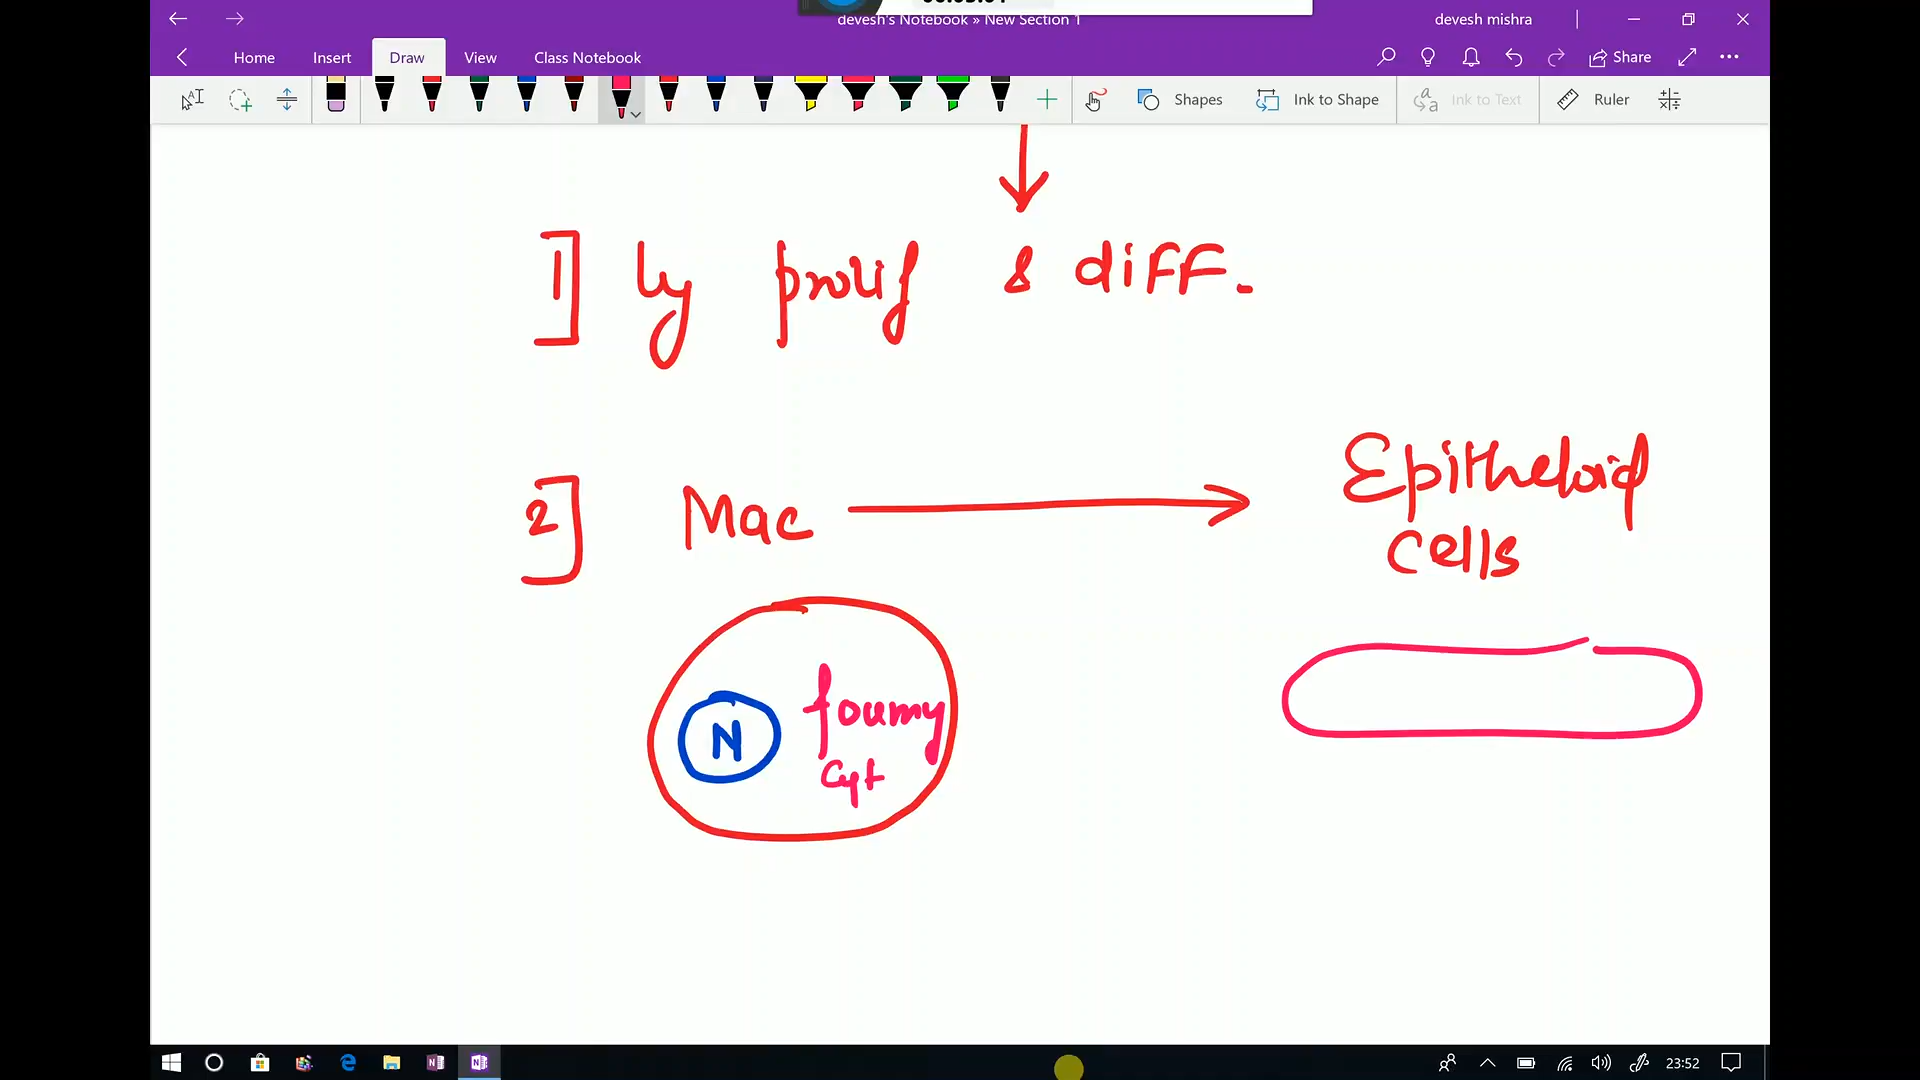 devesh's Notebook » New Section 1
devesh mishra
Home Insert Draw View Class Notebook
Share
Shapes Ink to Shape Ink to Text Ruler
1] ly prolif & diff.
2] Mac → Epitheloid
cells
N foumy
cyt
23:52